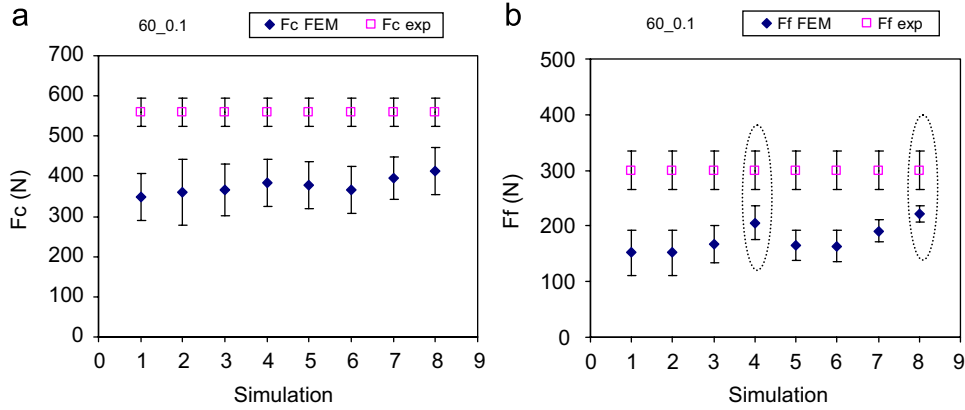 a
60_0.1
Fc FEM
Fc exp
700
600
500
400
300
200
100
0
Fc (N)
0 1 2 3 4 5 6 7 8 9
Simulation
b
60_0.1
Ff FEM
Ff exp
500
400
300
200
100
0
Ff (N)
0 1 2 3 4 5 6 7 8 9
Simulation